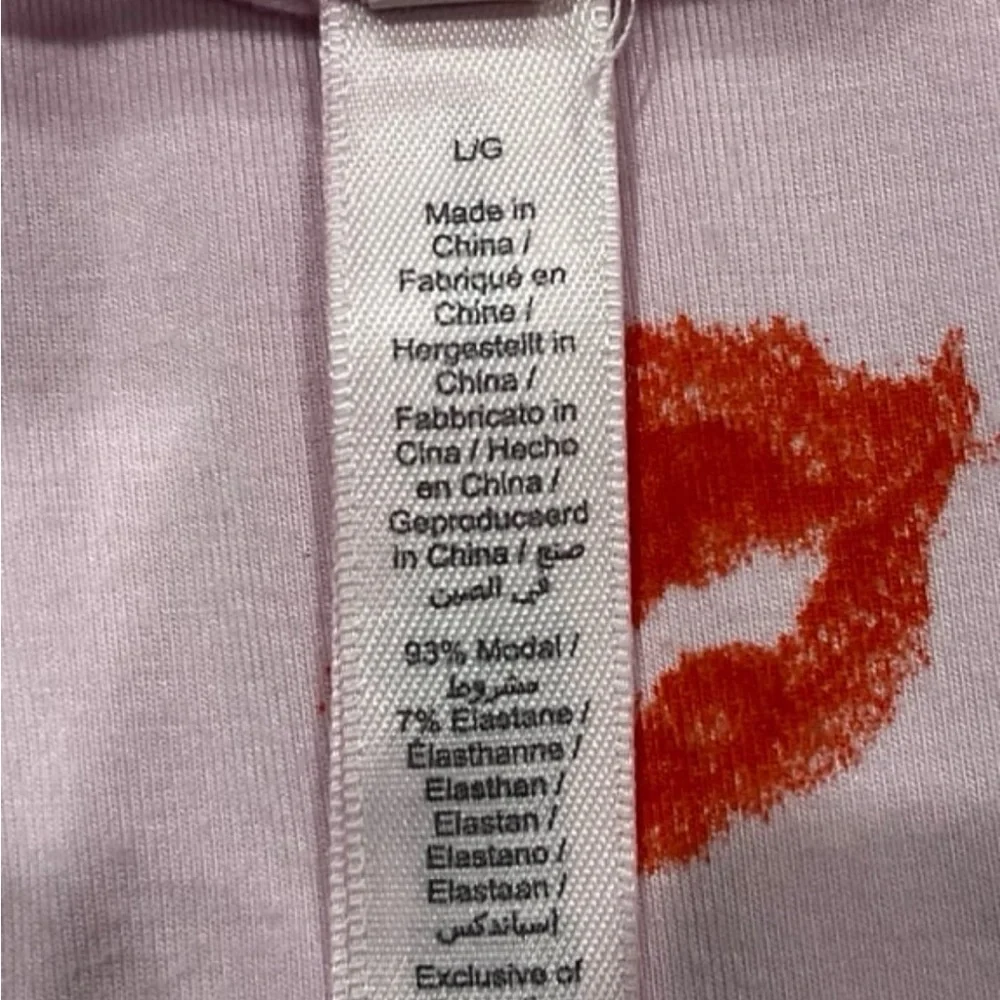 L/G
Made in
China /
Fabriqué en
Chine /
Hergestellt in
China /
Fabbricato in
Cina / Hecho
en China /
Geproduceerd
in China / صنع
في الصين
93% Modal /
مشروط
7% Elastane /
Élasthanne /
Elasthan /
Elastan /
Elastano /
Elastaan /
إسباندكس
Exclusive of